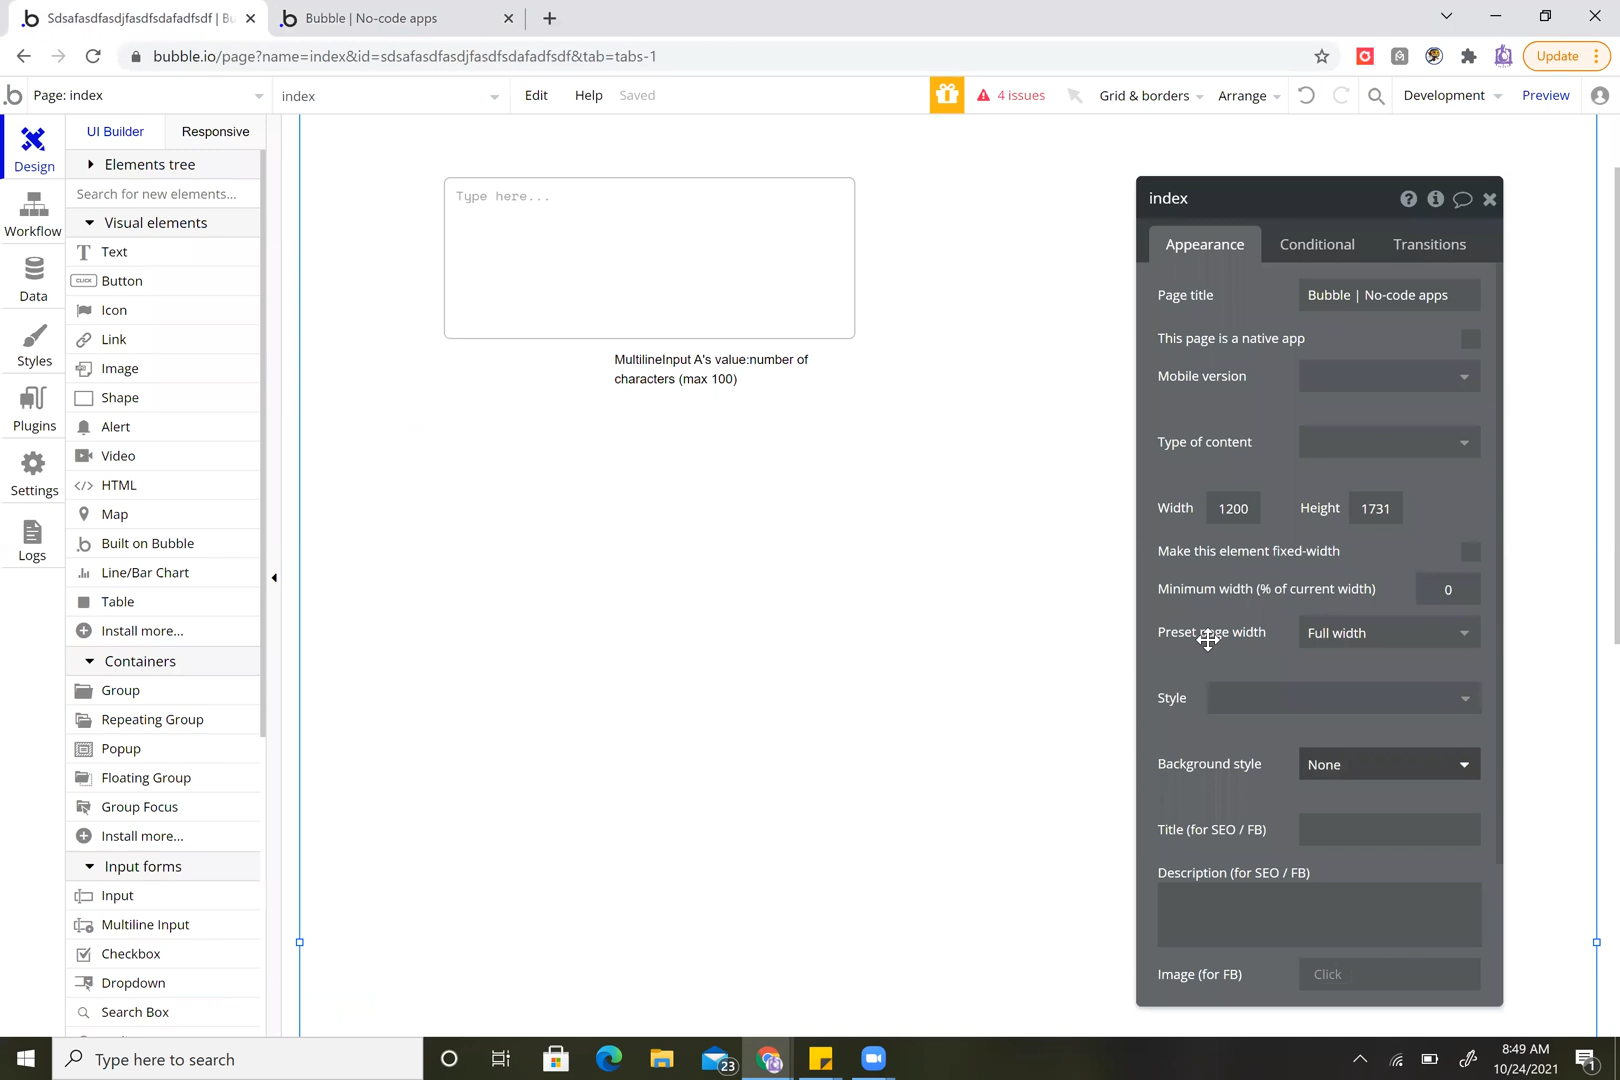 Sdsafasdfasdjfasdfsdafadfsdf | Bu
Bubble | No-code apps
bubble.io/page?name=index&id=sdsafasdfasdjfasdfsdafadfsdf&tab=tabs-1
Update
Page: index
index
Edit
Help
Saved
4 issues
Grid & borders
Arrange
Development
Preview
Design
Workflow
Data
Styles
Plugins
Settings
Logs
UI Builder
Responsive
Elements tree
Search for new elements...
Visual elements
Text
CLICK
Button
Icon
Link
Image
Shape
Alert
Video
HTML
Map
Built on Bubble
Line/Bar Chart
Table
Install more...
Containers
Group
Repeating Group
Popup
Floating Group
Group Focus
Install more...
Input forms
Input
Multiline Input
Checkbox
Dropdown
Search Box
Type here...
MultilineInput A's value:number of
characters (max 100)
index
Appearance
Conditional
Transitions
Page title
Bubble | No-code apps
This page is a native app
Mobile version
Type of content
Width
1200
Height
1731
Make this element fixed-width
Minimum width (% of current width)
0
Preset page width
Full width
Style
Background style
None
Title (for SEO / FB)
Description (for SEO / FB)
Image (for FB)
Click
Type here to search
23
8:49 AM
10/24/2021
1